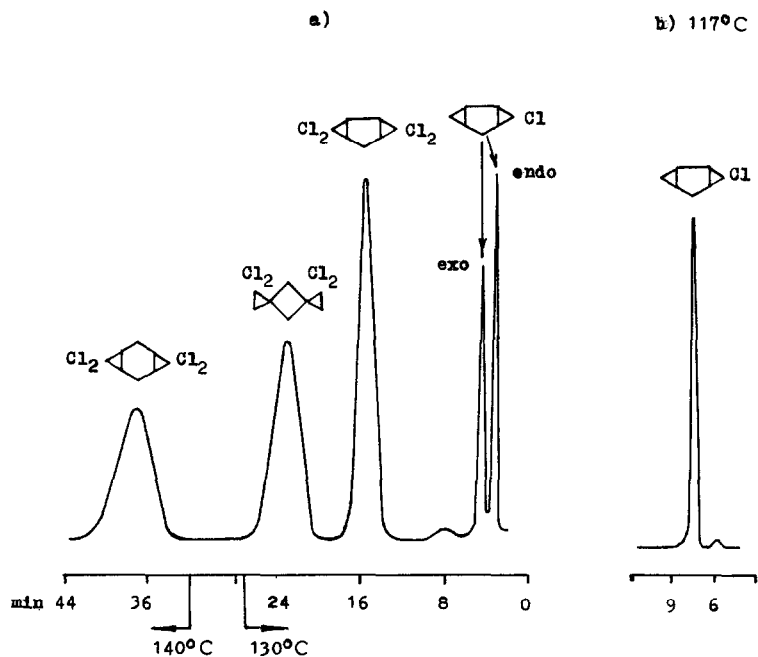 a)
b) 117°C
Cl₂ Cl₂
Cl
endo
exo
Cl₂ Cl₂
Cl₂ Cl₂
Cl
min 44 36 24 16 8 0
140°C 130°C
9 6